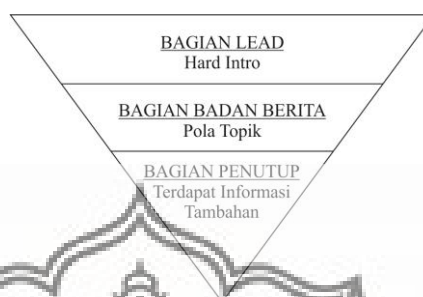 BAGIAN LEAD
Hard Intro
BAGIAN BADAN BERITA
Pola Topik
BAGIAN PENUTUP
Terdapat Informasi
Tambahan